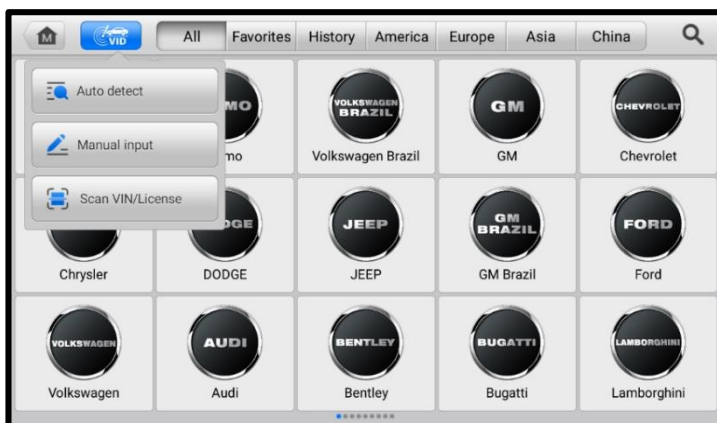 M
VID
All
Favorites
History
America
Europe
Asia
China
Auto detect
Manual input
Scan VIN/License
MO
mo
VOLKSWAGEN
BRAZIL
Volkswagen Brazil
GM
GM
CHEVROLET
Chevrolet
Chrysler
DGE
DODGE
JEEP
JEEP
GM
BRAZIL
GM Brazil
FORD
Ford
VOLKSWAGEN
Volkswagen
AUDI
Audi
BENTLEY
Bentley
BUGATTI
Bugatti
LAMBORGHINI
Lamborghini